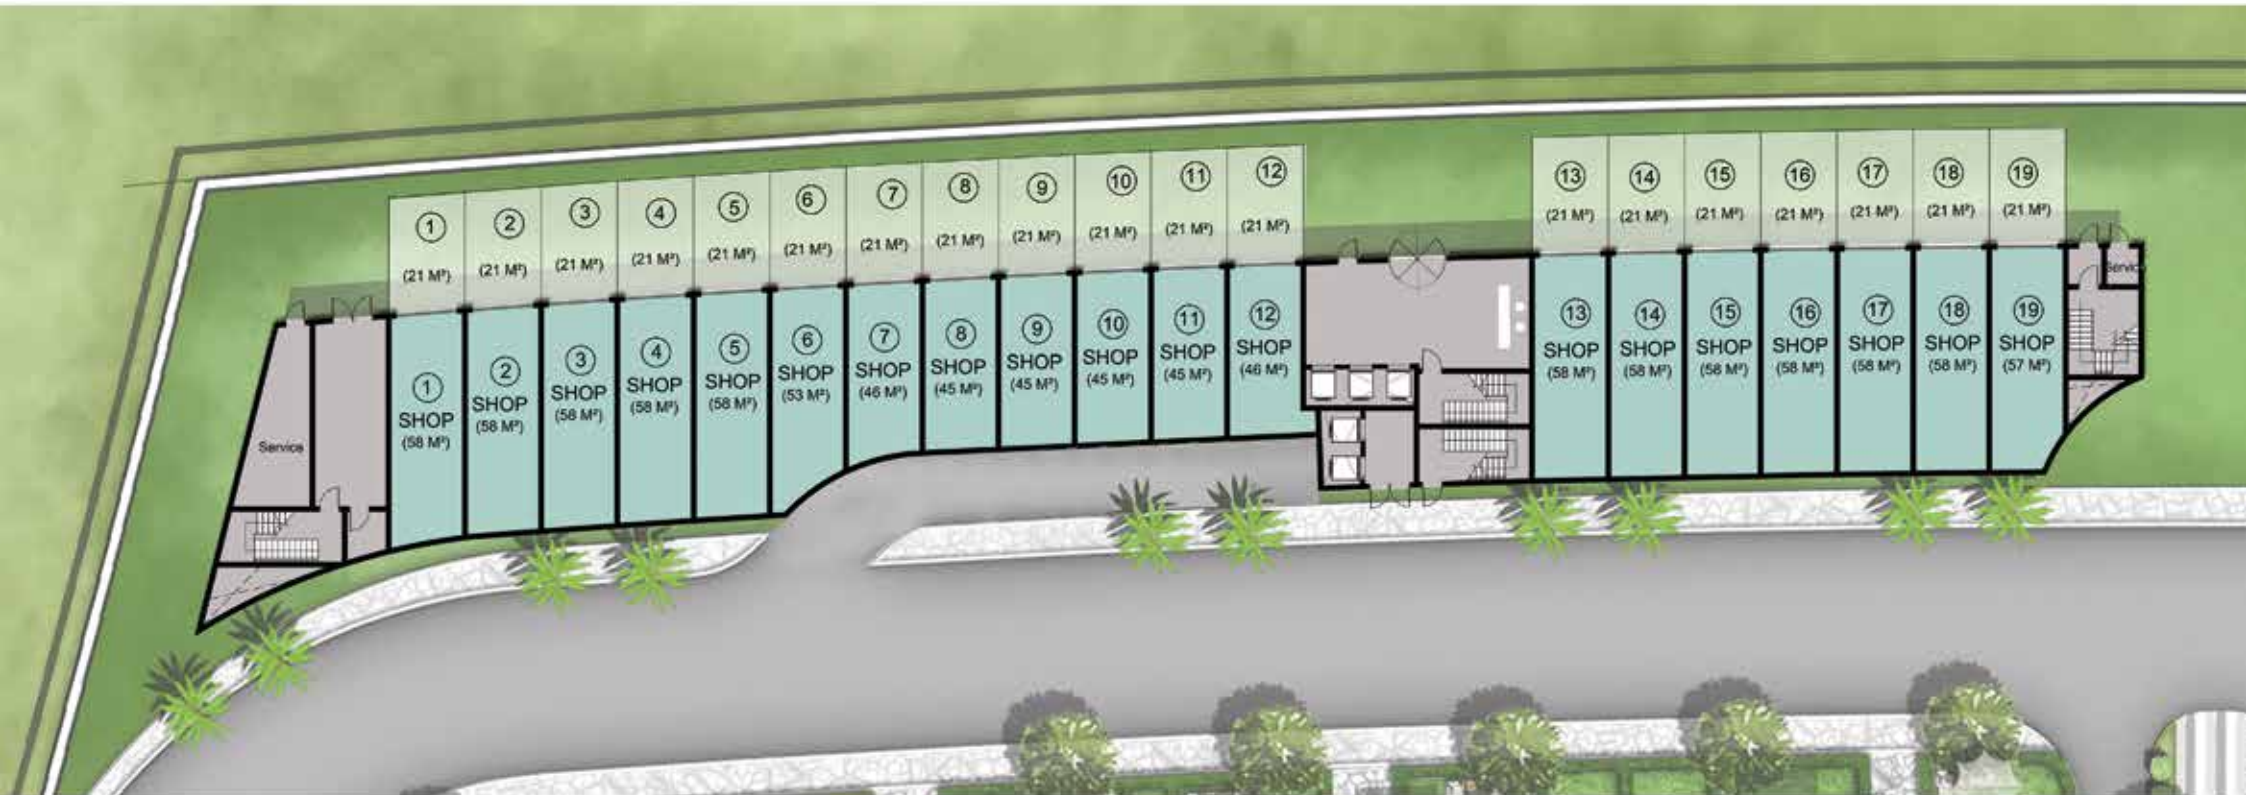 ①
(21 M²)
②
(21 M²)
③
(21 M²)
④
(21 M²)
⑤
(21 M²)
⑥
(21 M²)
⑦
(21 M²)
⑧
(21 M²)
⑨
(21 M²)
⑩
(21 M²)
⑪
(21 M²)
⑫
(21 M²)
⑬
(21 M²)
⑭
(21 M²)
⑮
(21 M²)
⑯
(21 M²)
⑰
(21 M²)
⑱
(21 M²)
⑲
(21 M²)
Service
①
SHOP
(58 M²)
②
SHOP
(58 M²)
③
SHOP
(58 M²)
④
SHOP
(58 M²)
⑤
SHOP
(58 M²)
⑥
SHOP
(53 M²)
⑦
SHOP
(46 M²)
⑧
SHOP
(45 M²)
⑨
SHOP
(45 M²)
⑩
SHOP
(45 M²)
⑪
SHOP
(45 M²)
⑫
SHOP
(46 M²)
⑬
SHOP
(58 M²)
⑭
SHOP
(58 M²)
⑮
SHOP
(58 M²)
⑯
SHOP
(58 M²)
⑰
SHOP
(58 M²)
⑱
SHOP
(58 M²)
⑲
SHOP
(57 M²)
Service